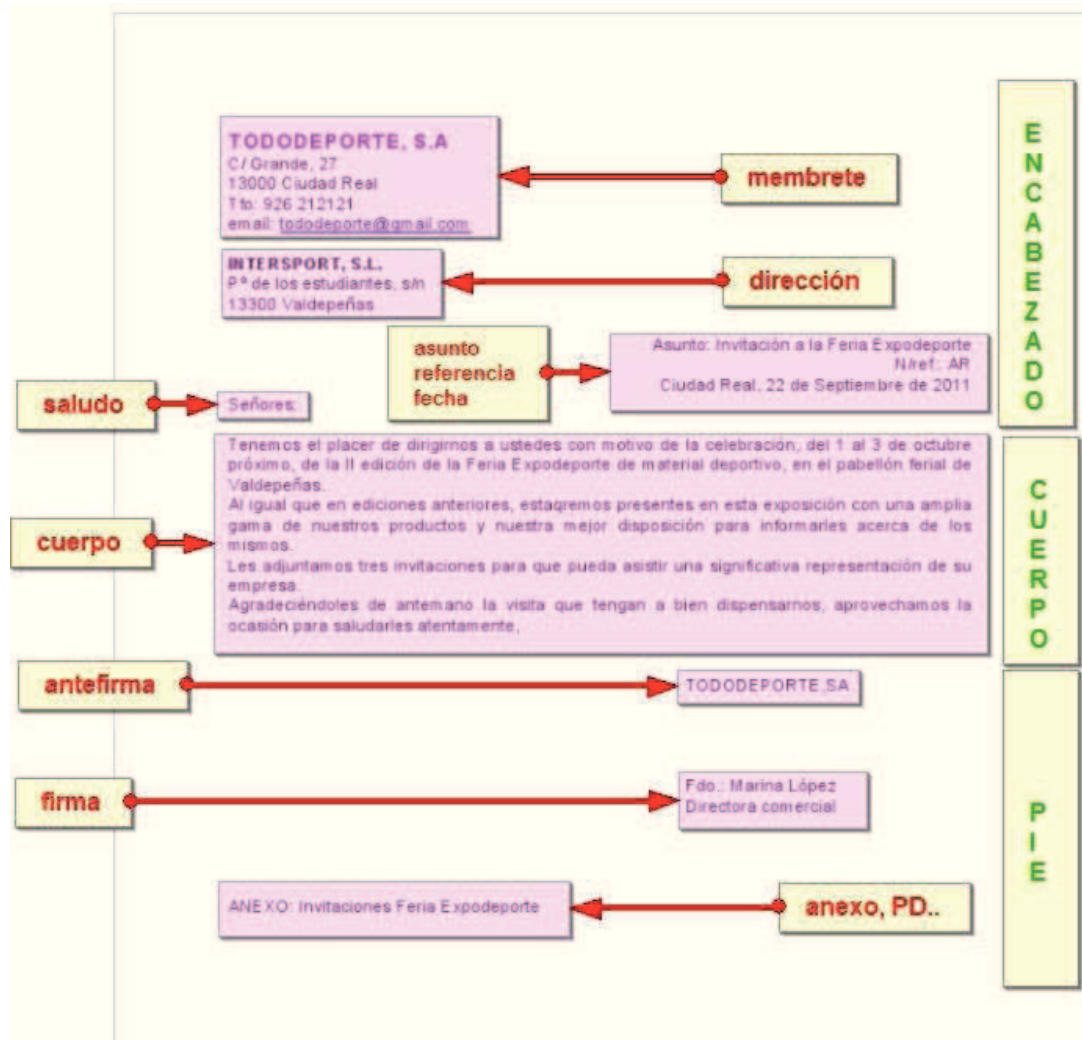 TODODEPORTE, S.A
C/ Grande, 27
13000 Ciudad Real
Tfo: 926 212121
email: tododeporte@gmail.com
membrete
INTERSPORT, S.L.
Pº de los estudiantes, s/n
13300 Valdepeñas
dirección
asunto
referencia
fecha
Asunto: Invitación a la Feria Expodeporte
N/ref.: AR
Ciudad Real, 22 de Septiembre de 2011
ENCABEZADO
saludo
Señores:
cuerpo
Tenemos el placer de dirigirnos a ustedes con motivo de la celebración, del 1 al 3 de octubre
próximo, de la II edición de la Feria Expodeporte de material deportivo, en el pabellón ferial de
Valdepeñas.
Al igual que en ediciones anteriores, estaqremos presentes en esta exposición con una amplia
gama de nuestros productos y nuestra mejor disposición para informarles acerca de los
mismos.
Les adjuntamos tres invitaciones para que pueda asistir una significativa representación de su
empresa.
Agradeciéndoles de antemano la visita que tengan a bien dispensarnos, aprovechamos la
ocasión para saludarles atentamente,
CUERPO
antefirma
TODODEPORTE,SA
firma
Fdo.: Marina López
Directora comercial
PIE
ANEXO: Invitaciones Feria Expodeporte
anexo, PD..